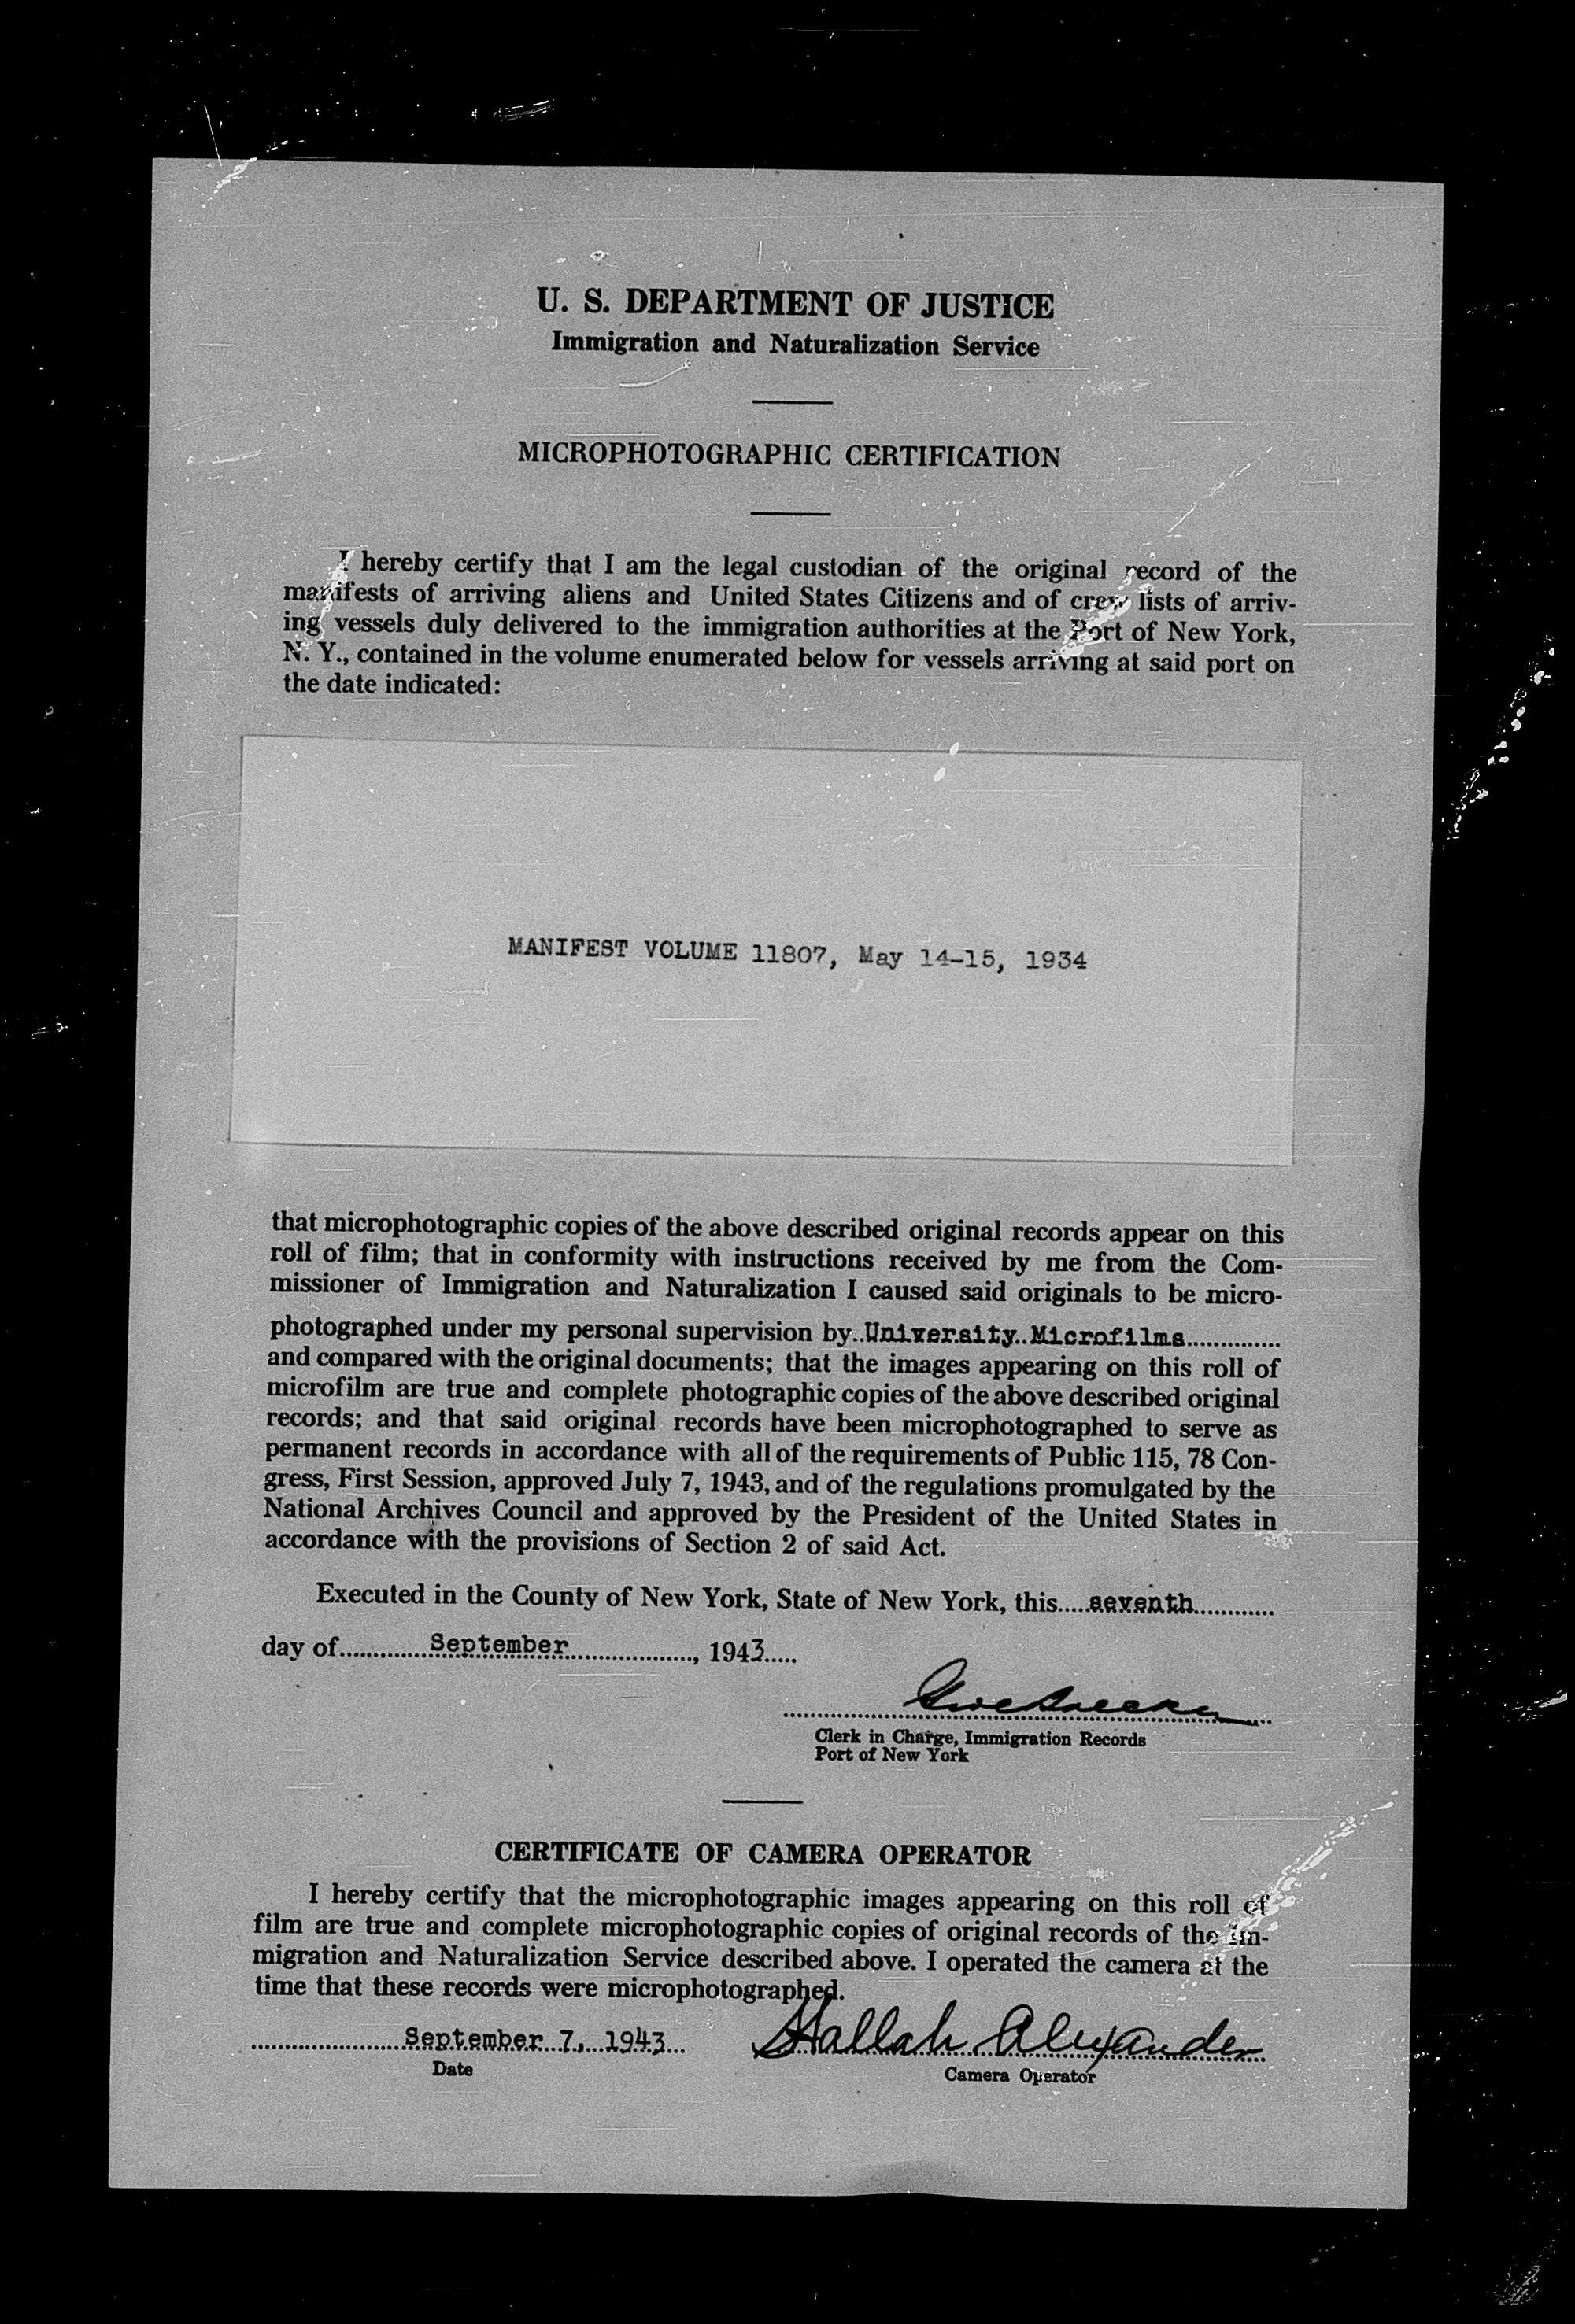 U. S. DEPARTMENT OF JUSTICE
Immigration and Naturalization Service
MICROPHOTOGRAPHIC CERTIFICATION
I hereby certify that I am the legal custodian of the original record of the
manifests of arriving aliens and United States Citizens and of crew lists of arriv-
ing vessels duly delivered to the immigration authorities at the Port of New York,
N. Y., contained in the volume enumerated below for vessels arriving at said port on
the date indicated:
MANIFEST VOLUME 11807, May 14-15, 1934
that microphotographic copies of the above described original records appear on this
roll of film; that in conformity with instructions received by me from the Com-
missioner of Immigration and Naturalization I caused said originals to be micro-
photographed under my personal supervision by..University..Microfilms..............
and compared with the original documents; that the images appearing on this roll of
microfilm are true and complete photographic copies of the above described original
records; and that said original records have been microphotographed to serve as
permanent records in accordance with all of the requirements of Public 115, 78 Con-
gress, First Session, approved July 7, 1943, and of the regulations promulgated by the
National Archives Council and approved by the President of the United States in
accordance with the provisions of Section 2 of said Act.
Executed in the County of New York, State of New York, this.....seventh............
day of..............September...................., 1943.....
Clerk in Charge, Immigration Records
Port of New York
CERTIFICATE OF CAMERA OPERATOR
I hereby certify that the microphotographic images appearing on this roll of
film are true and complete microphotographic copies of original records of the Im-
migration and Naturalization Service described above. I operated the camera at the
time that these records were microphotographed.
September 7, 1943 Hallah Alexander
Date
Camera Operator